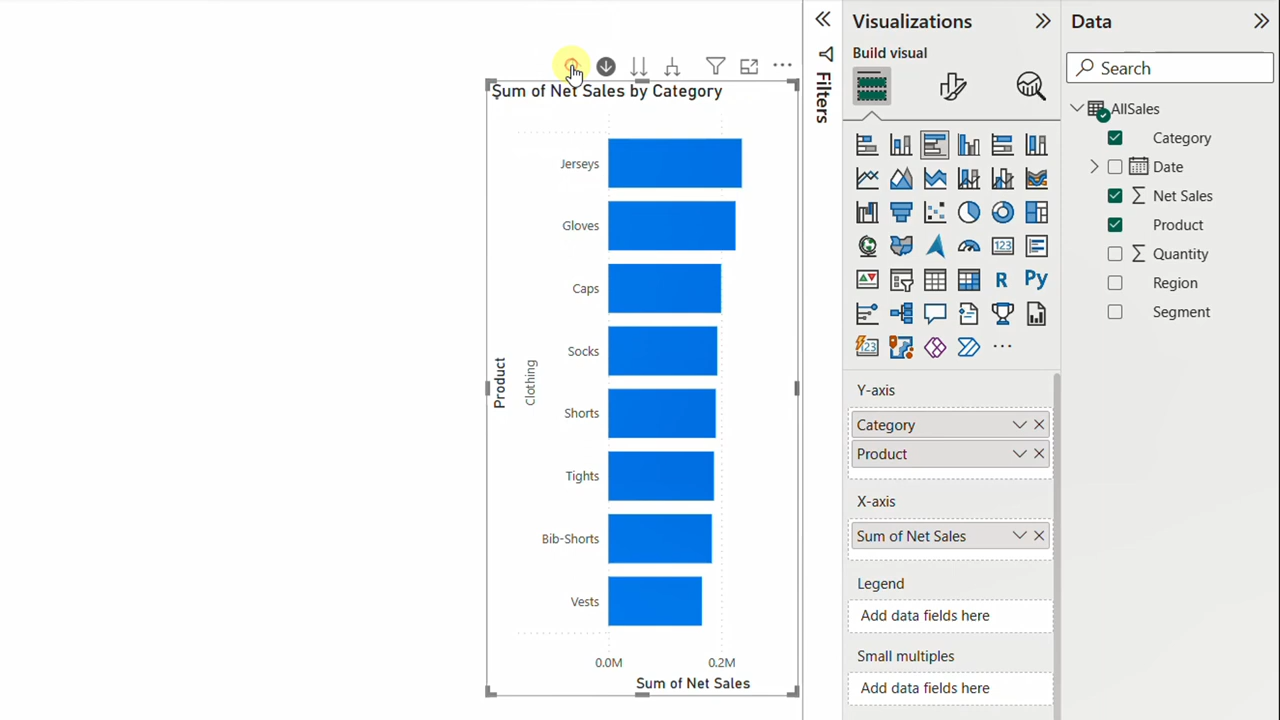 Sum of Net Sales by Category
Jerseys
Gloves
Caps
Socks
Shorts
Tights
Bib-Shorts
Vests
Product
Clothing
0.0M
0.2M
Sum of Net Sales
Filters
Visualizations
Build visual
123
R
Py
123
Y-axis
Category
Product
X-axis
Sum of Net Sales
Legend
Add data fields here
Small multiples
Add data fields here
Data
Search
AllSales
Category
Date
Net Sales
Product
Quantity
Region
Segment